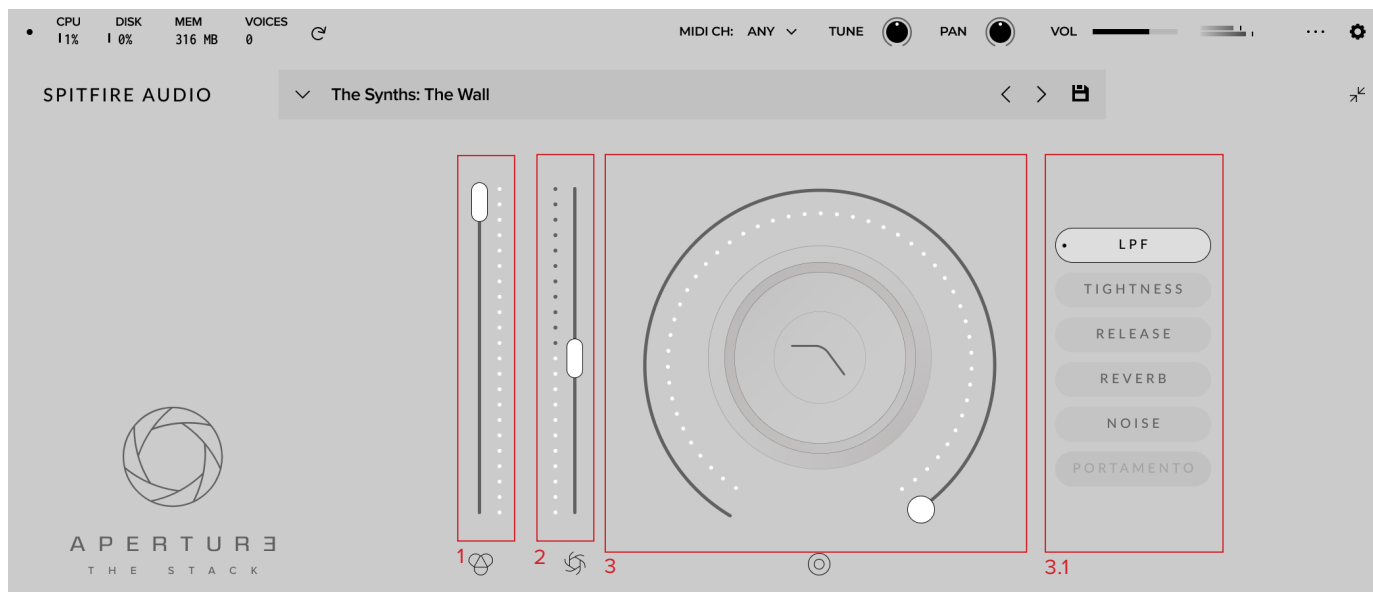 CPU DISK MEM VOICES
1% 0% 316 MB 0
MIDI CH: ANY TUNE PAN VOL
SPITFIRE AUDIO
The Synths: The Wall
LPF
TIGHTNESS
RELEASE
REVERB
NOISE
PORTAMENTO
APERTURE
THE STACK
1
2
3
3.1